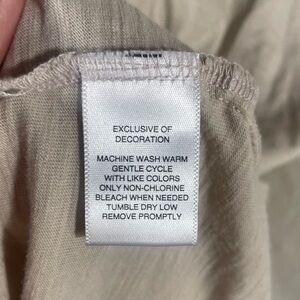 EXCLUSIVE OF
DECORATION
MACHINE WASH WARM
GENTLE CYCLE
WITH LIKE COLORS
ONLY NON-CHLORINE
BLEACH WHEN NEEDED
TUMBLE DRY LOW
REMOVE PROMPTLY